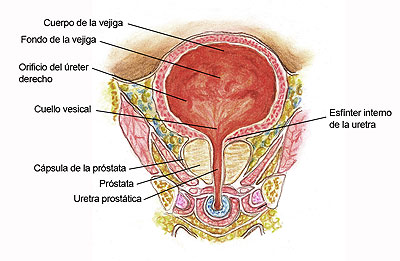 Cuerpo de la vejiga
Fondo de la vejiga
Orificio del úreter
derecho
Cuello vesical
Esfínter interno
de la uretra
Cápsula de la próstata
Próstata
Uretra prostática